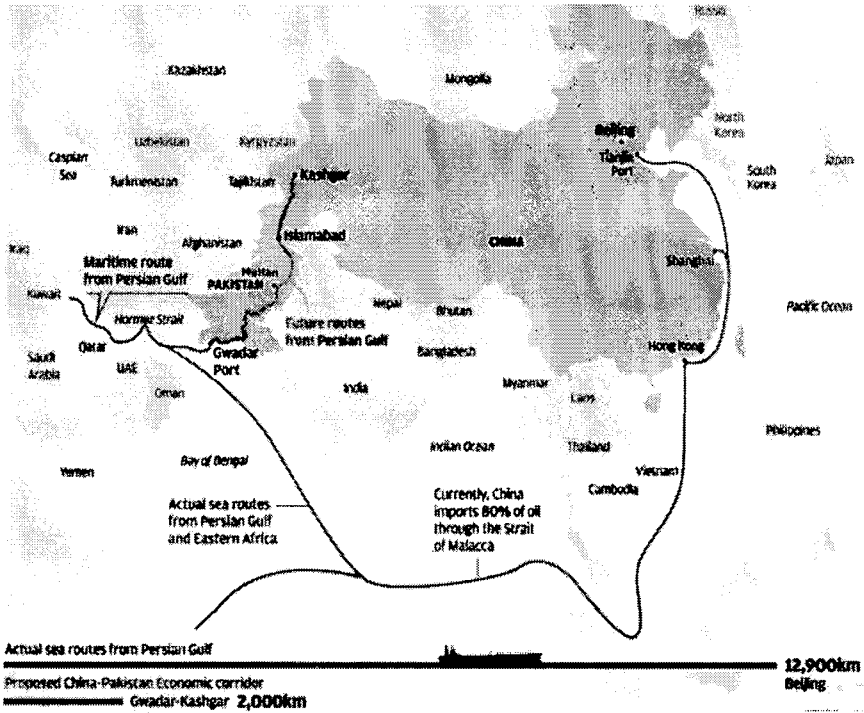 Russia
Kazakhstan
Mongolia
Uzbekistan
Kyrgyzstan
Beijing
North
Korea
Caspian
Sea
Tianjin
Port
Japan
Turkmenistan
Tajikistan
Kashgar
South
Korea
Iran
Afghanistan
Islamabad
CHINA
Iraq
Maritime route
from Persian Gulf
Multan
PAKISTAN
Shanghai
Kuwait
Nepal
Bhutan
Pacific Ocean
Hormuz Strait
Future routes
from Persian Gulf
Qatar
Gwadar
Port
Bangladesh
Hong Kong
Saudi
Arabia
UAE
Oman
India
Myanmar
Laos
Philippines
Yemen
Bay of Bengal
Indian Ocean
Thailand
Vietnam
Cambodia
Actual sea routes
from Persian Gulf
and Eastern Africa
Currently, China
imports 80% of oil
through the Strait
of Malacca
Actual sea routes from Persian Gulf
12,900km
Beijing
Proposed China-Pakistan Economic corridor
Gwadar-Kashgar 2,000km